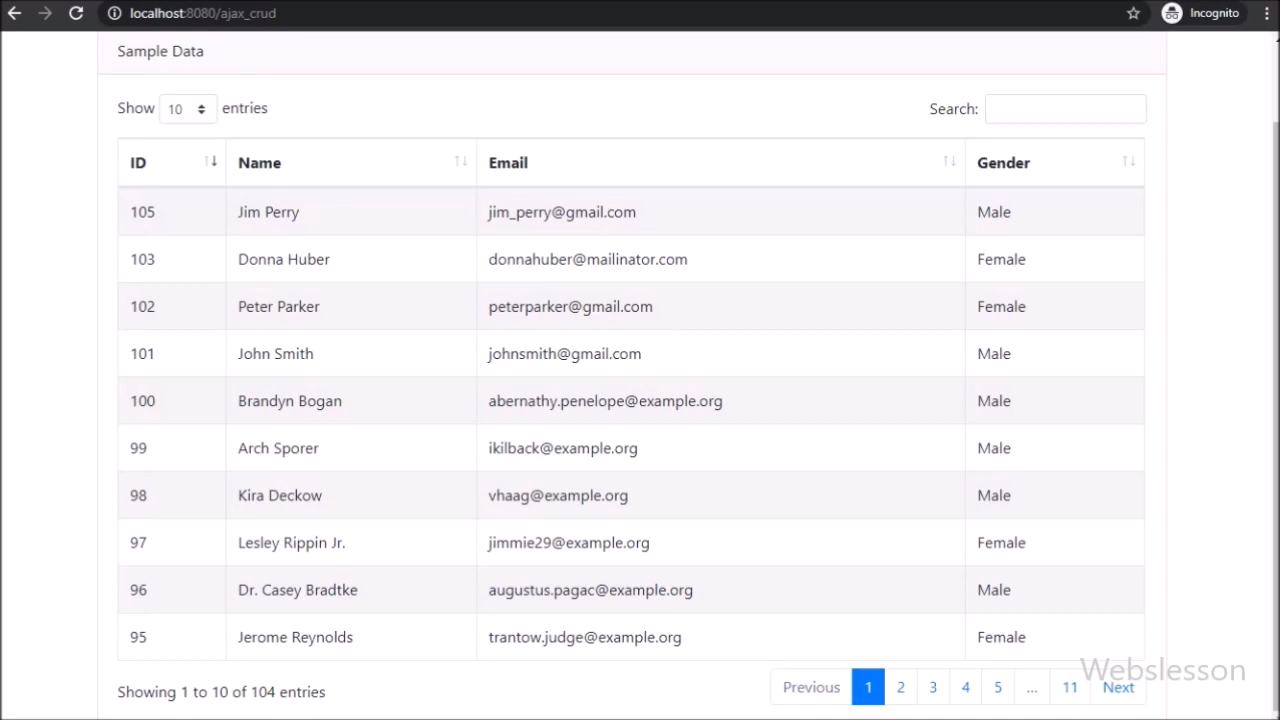 localhost:8080/ajax_crud Incognito
Sample Data
Show 10 entries Search:
ID Name Email Gender
105 Jim Perry jim_perry@gmail.com Male
103 Donna Huber donnahuber@mailinator.com Female
102 Peter Parker peterparker@gmail.com Female
101 John Smith johnsmith@gmail.com Male
100 Brandyn Bogan abernathy.penelope@example.org Male
99 Arch Sporer ikilback@example.org Male
98 Kira Deckow vhaag@example.org Male
97 Lesley Rippin Jr. jimmie29@example.org Female
96 Dr. Casey Bradtke augustus.pagac@example.org Male
95 Jerome Reynolds trantow.judge@example.org Female
Webslesson
Showing 1 to 10 of 104 entries Previous 1 2 3 4 5 ... 11 Next